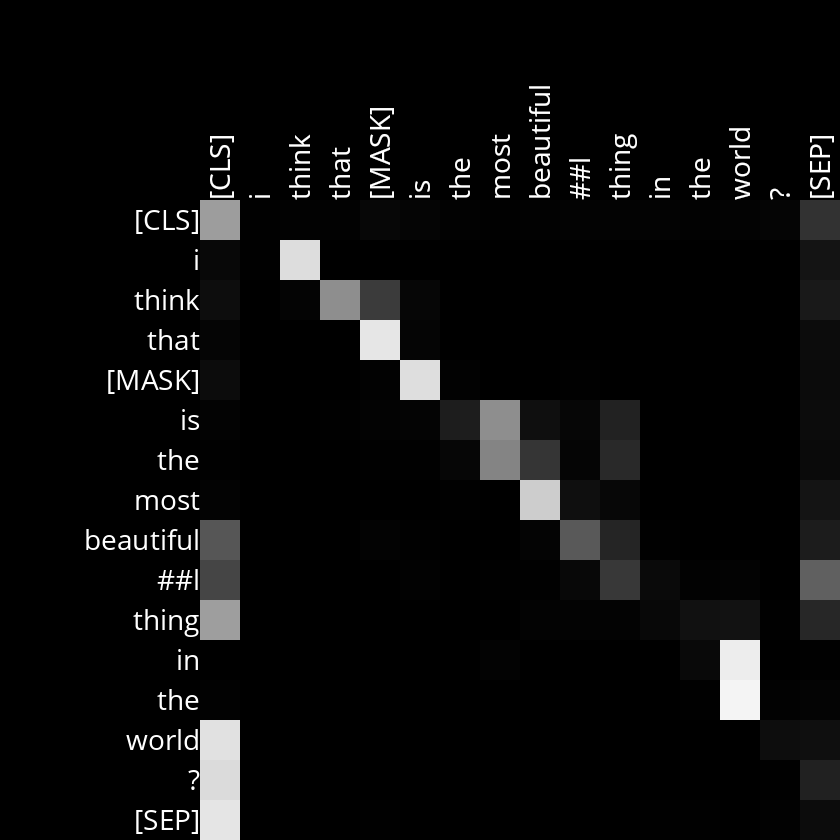 [CLS] i think that [MASK] is the most beautiful ##l thing in the world ? [SEP]
[CLS]
i
think
that
[MASK]
is
the
most
beautiful
##l
thing
in
the
world
?
[SEP]